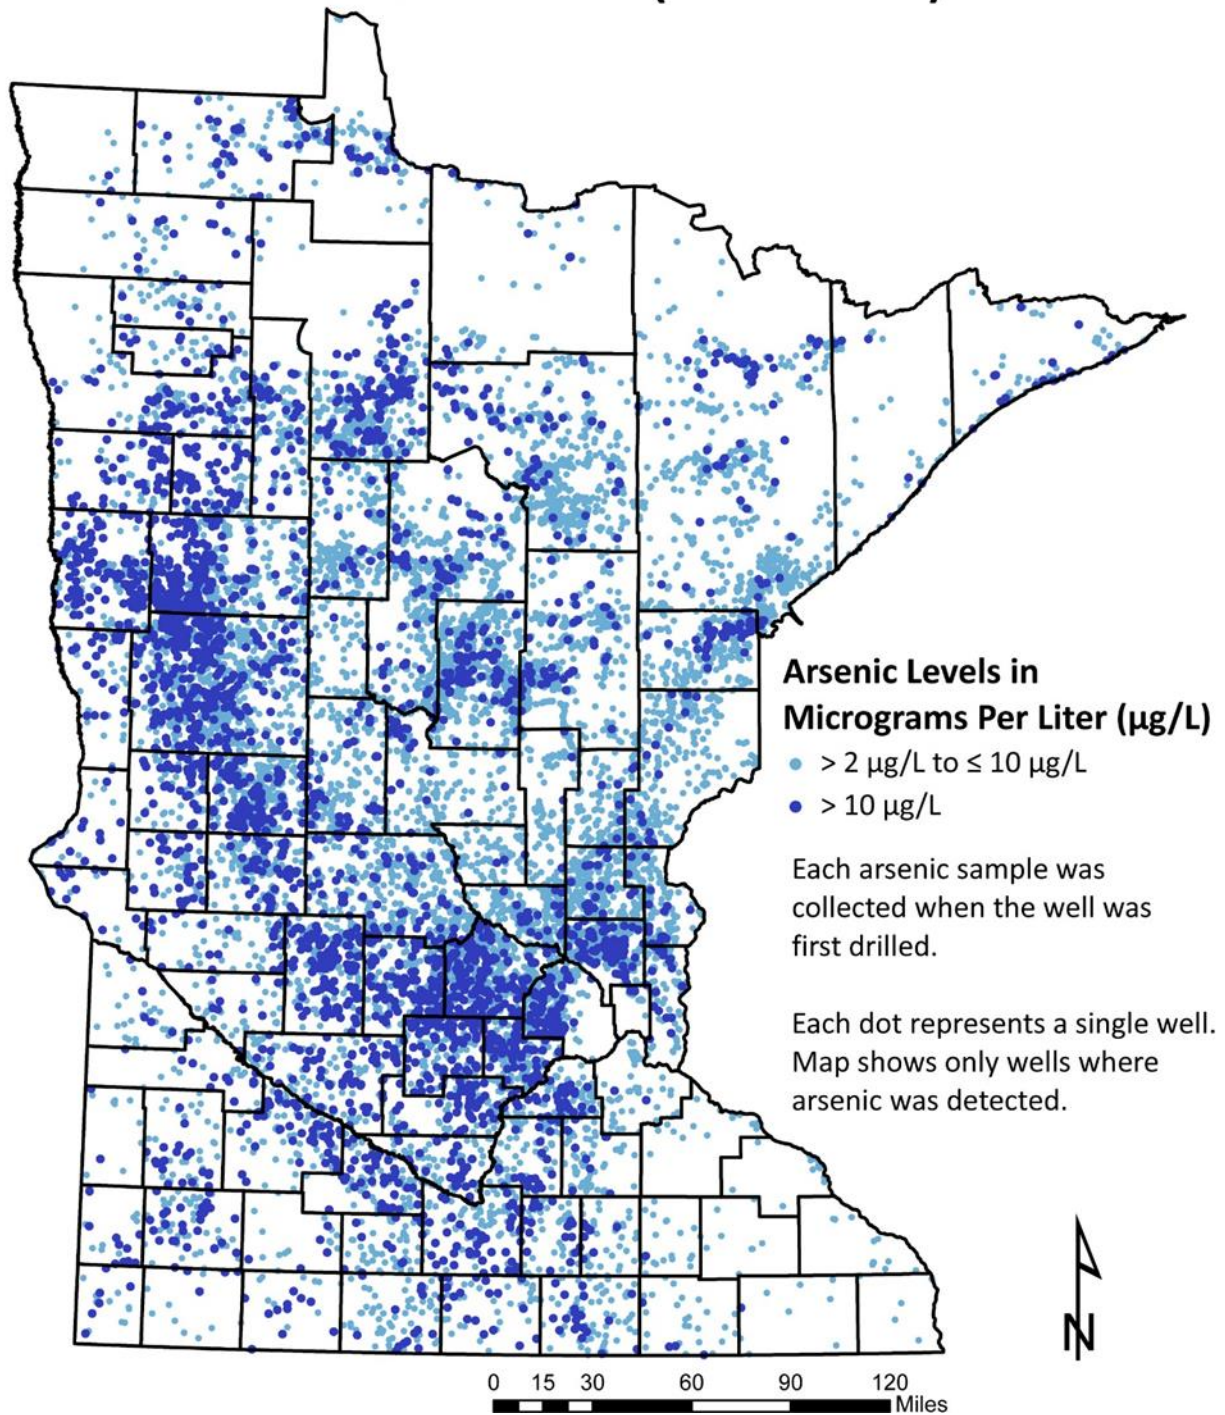 Arsenic Levels in
Micrograms Per Liter (µg/L)
> 2 µg/L to ≤ 10 µg/L
> 10 µg/L
Each arsenic sample was
collected when the well was
first drilled.
Each dot represents a single well.
Map shows only wells where
arsenic was detected.
N
0 15 30 60 90 120
Miles